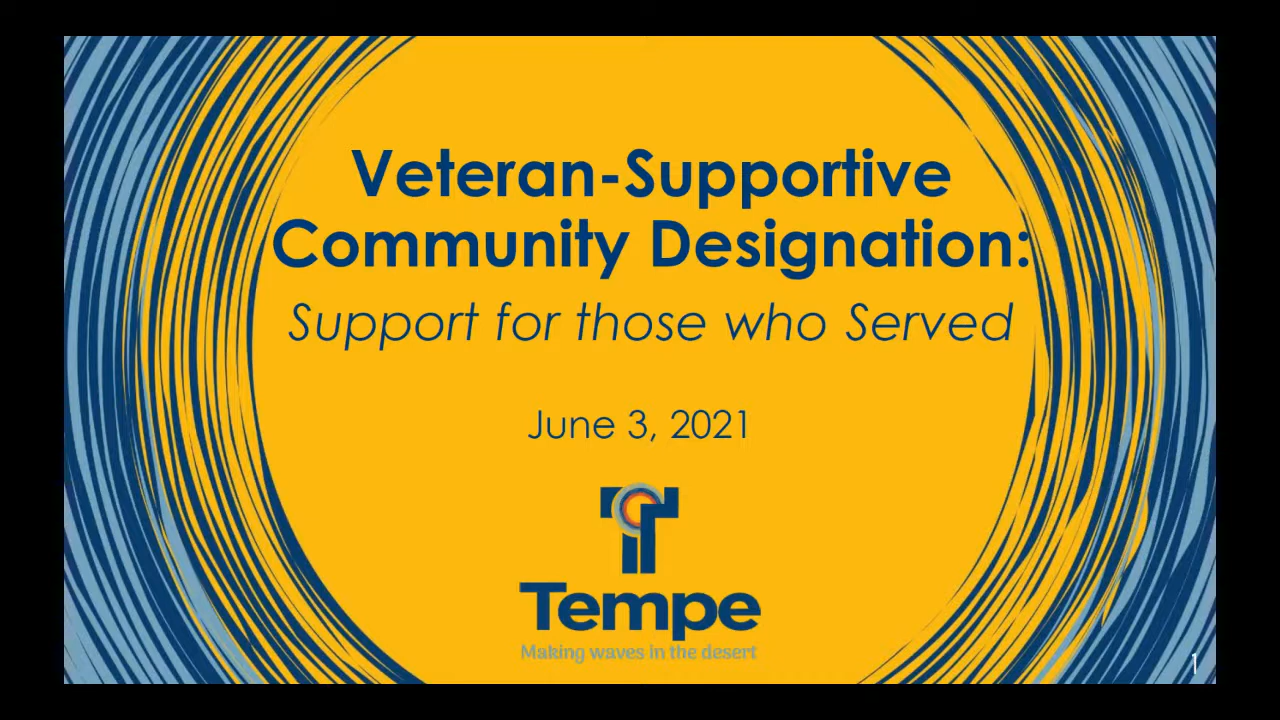 Veteran-Supportive
Community Designation:
Support for those who Served
June 3, 2021
Tempe
Making waves in the desert
1